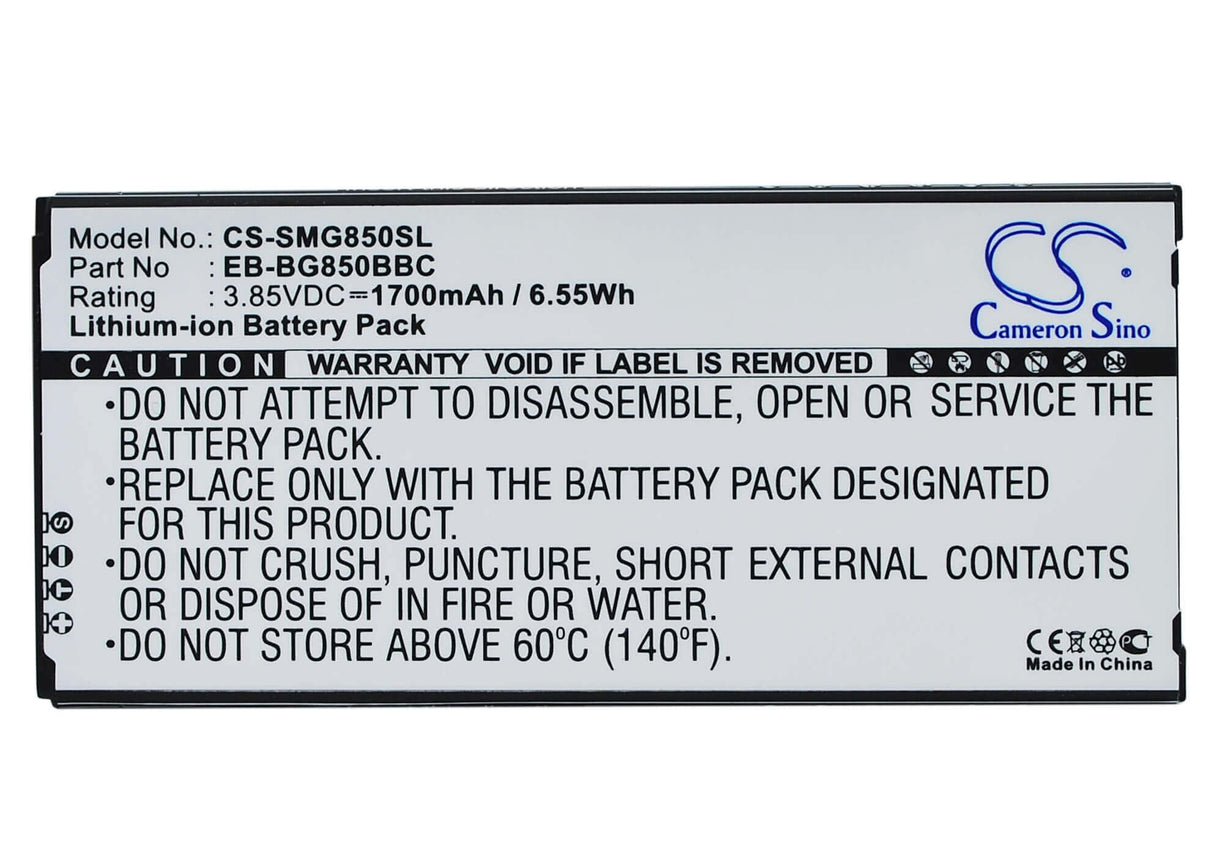 Model No.: CS-SMG850SL
Part No : EB-BG850BBC
Rating : 3.85VDC⎓1700mAh / 6.55Wh
Lithium-ion Battery Pack
CS
Cameron Sino
CAUTION WARRANTY VOID IF LABEL IS REMOVED
•DO NOT ATTEMPT TO DISASSEMBLE, OPEN OR SERVICE THE
BATTERY PACK.
•REPLACE ONLY WITH THE BATTERY PACK DESIGNATED
FOR THIS PRODUCT.
•DO NOT CRUSH, PUNCTURE, SHORT EXTERNAL CONTACTS
OR DISPOSE OF IN FIRE OR WATER.
•DO NOT STORE ABOVE 60°C (140°F).
CE
Made In China